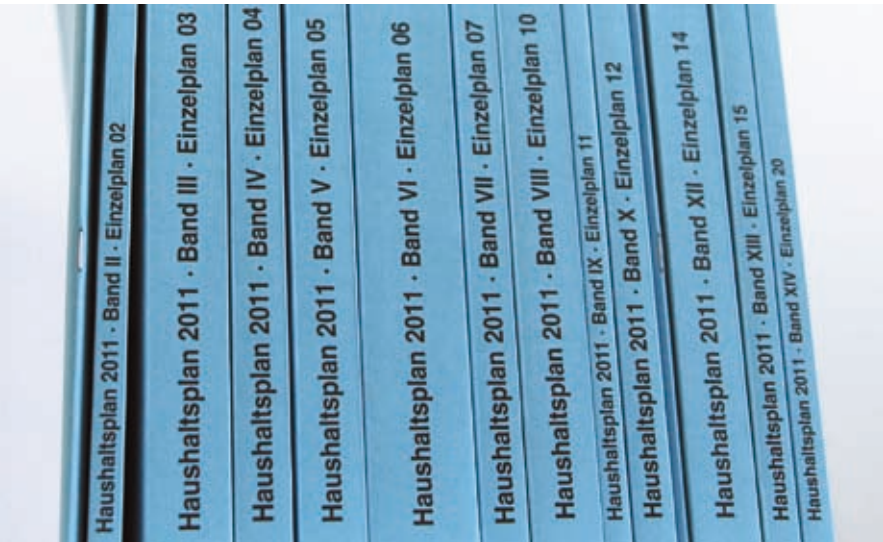 Haushaltsplan 2011 · Band II · Einzelplan 02
Haushaltsplan 2011 · Band III · Einzelplan 03
Haushaltsplan 2011 · Band IV · Einzelplan 04
Haushaltsplan 2011 · Band V · Einzelplan 05
Haushaltsplan 2011 · Band VI · Einzelplan 06
Haushaltsplan 2011 · Band VII · Einzelplan 07
Haushaltsplan 2011 · Band VIII · Einzelplan 10
Haushaltsplan 2011 · Band IX · Einzelplan 11
Haushaltsplan 2011 · Band X · Einzelplan 12
Haushaltsplan 2011 · Band XII · Einzelplan 14
Haushaltsplan 2011 · Band XIII · Einzelplan 15
Haushaltsplan 2011 · Band XIV · Einzelplan 20